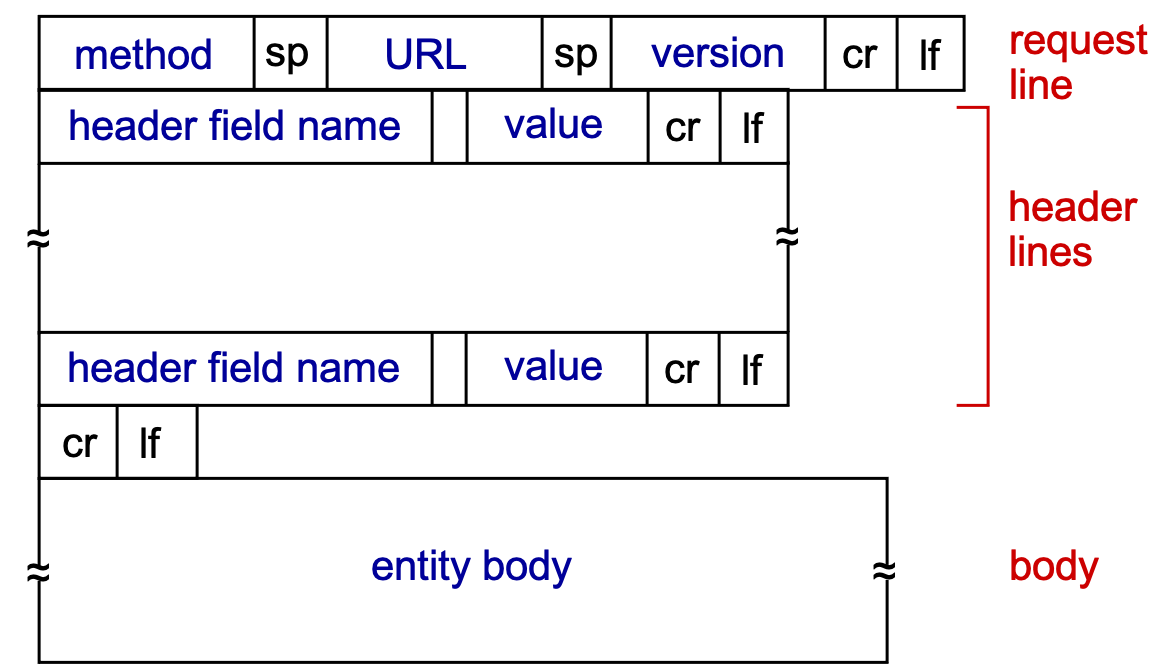 method sp URL sp version cr lf request
line
header field name value cr lf
header
lines
header field name value cr lf
cr lf
entity body body